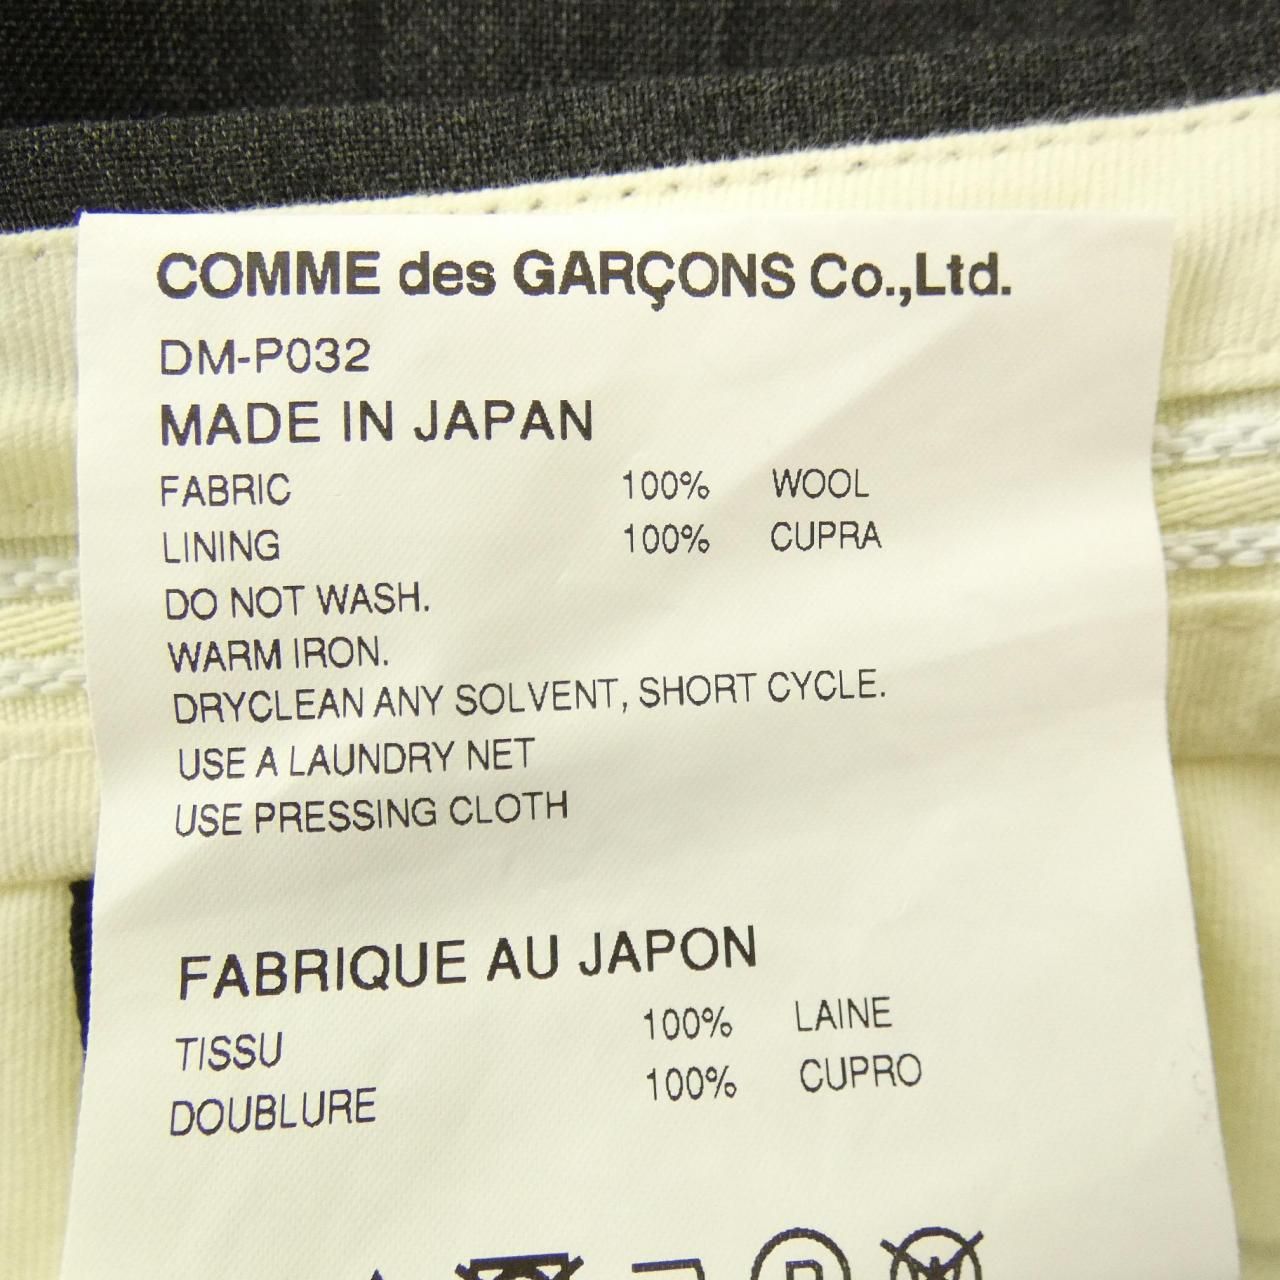 COMME des GARÇONS Co.,Ltd.
DM-P032
MADE IN JAPAN
FABRIC 100% WOOL
LINING 100% CUPRA
DO NOT WASH.
WARM IRON.
DRYCLEAN ANY SOLVENT, SHORT CYCLE.
USE A LAUNDRY NET
USE PRESSING CLOTH
FABRIQUE AU JAPON
TISSU 100% LAINE
DOUBLURE 100% CUPRO